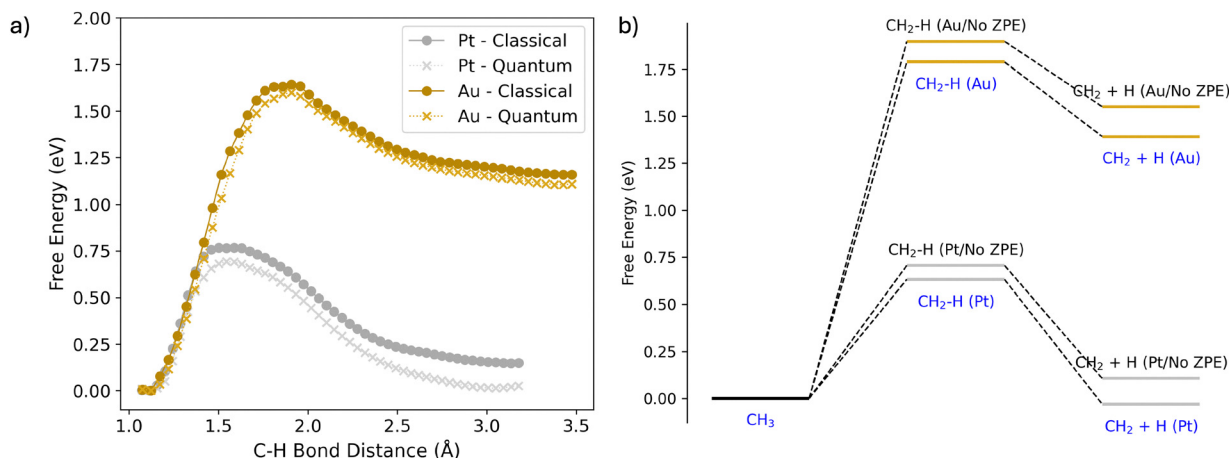 a)
2.00
1.75
1.50
1.25
1.00
0.75
0.50
0.25
0.00
Free Energy (eV)
1.0
1.5
2.0
2.5
3.0
3.5
C-H Bond Distance (Å)
Pt - Classical
Pt - Quantum
Au - Classical
Au - Quantum
b)
1.75
1.50
1.25
1.00
0.75
0.50
0.25
0.00
Free Energy (eV)
CH₂-H (Au/No ZPE)
CH₂-H (Au)
CH₂ + H (Au/No ZPE)
CH₂ + H (Au)
CH₂-H (Pt/No ZPE)
CH₂-H (Pt)
CH₂ + H (Pt/No ZPE)
CH₃
CH₂ + H (Pt)